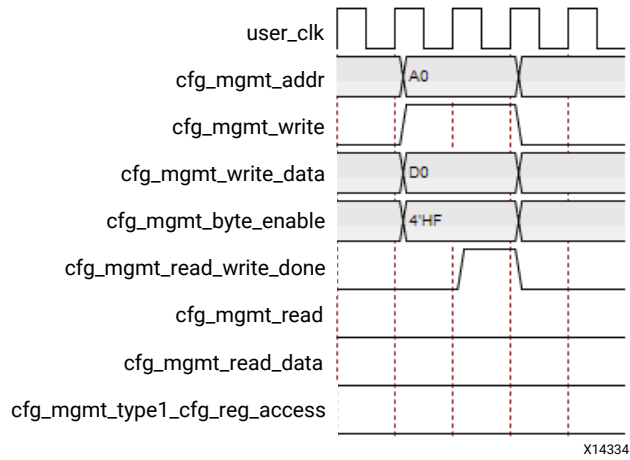 user_clk
cfg_mgmt_addr
A0
cfg_mgmt_write
cfg_mgmt_write_data
D0
cfg_mgmt_byte_enable
4'HF
cfg_mgmt_read_write_done
cfg_mgmt_read
cfg_mgmt_read_data
cfg_mgmt_type1_cfg_reg_access
X14334